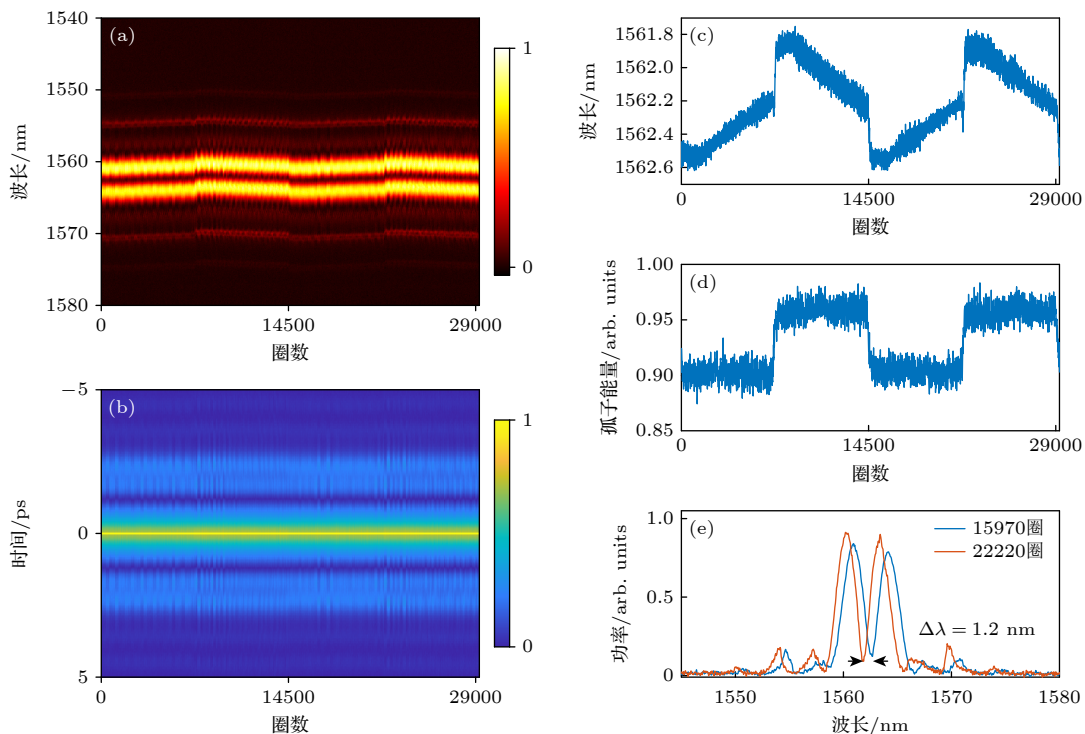 (a)
1540
1550
1560
1570
1580
波长/nm
0
14500
29000
圈数
1
0
(b)
-5
0
5
时间/ps
0
14500
29000
圈数
1
0
(c)
1561.8
1562.0
1562.2
1562.4
1562.6
波长/nm
0
14500
29000
圈数
(d)
1.00
0.95
0.90
0.85
孤子能量/arb. units
0
14500
29000
圈数
(e)
1.0
0.5
0
功率/arb. units
15970圈
22220圈
Δλ = 1.2 nm
1550
1560
1570
1580
波长/nm